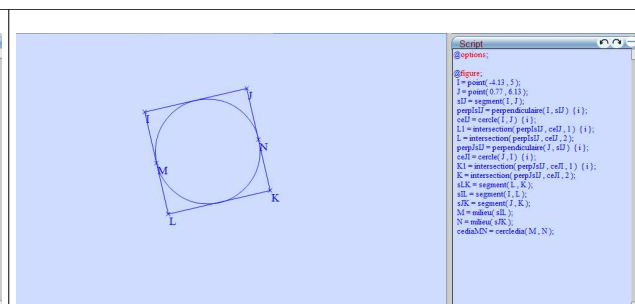 Script
@options;
@figure;
I = point( -4.13 , 5 );
J = point( 0.77 , 6.13 );
sIJ = segment( I , J );
perpIsIJ = perpendiculaire( I , sIJ ) { i };
ceIJ = cercle( I , J ) { i };
L1 = intersection( perpIsIJ , ceIJ , 1 ) { i };
L = intersection( perpIsIJ , ceIJ , 2 );
perpJsIJ = perpendiculaire( J , sIJ ) { i };
ceJI = cercle( J , I ) { i };
K1 = intersection( perpJsIJ , ceJI , 1 ) { i };
K = intersection( perpJsIJ , ceJI , 2 );
sLK = segment( L , K );
sIL = segment( I , L );
sJK = segment( J , K );
M = milieu( sIL );
N = milieu( sJK );
cediaMN = cercledia( M , N );
J
I
N
M
K
L